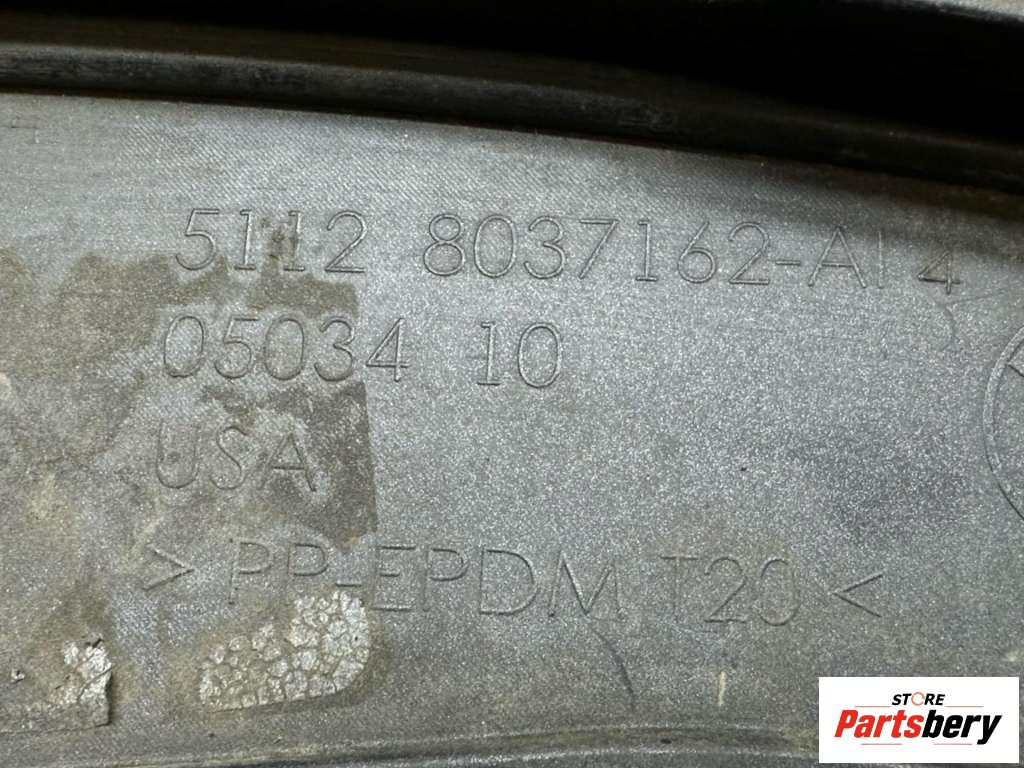 5112 8037162-AI 4
05034 10
USA
> PP-EPDM T20 <
STORE
Partsbery